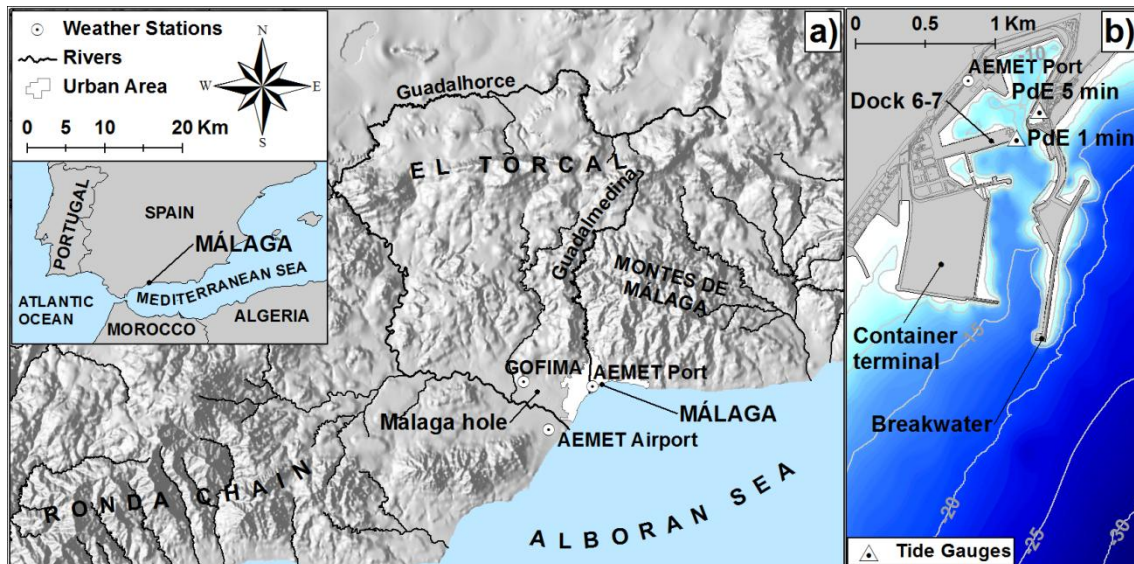 Weather Stations
Rivers
Urban Area
0 5 10 20 Km
N
W
E
S
PORTUGAL
SPAIN
MÁLAGA
MEDITERRANEAN SEA
ATLANTIC
OCEAN
MOROCCO
ALGERIA
a)
Guadalhorce
EL TORCAL
Guadalmedina
MONTES DE
MÁLAGA
GOFIMA
AEMET Port
Málaga hole
MÁLAGA
AEMET Airport
RONDA CHAIN
ALBORAN SEA
b)
0 0.5 1 Km
-10
AEMET Port
Dock 6-7
PdE 5 min
PdE 1 min
Container
terminal
-15
Breakwater
-20
-25
-30
Tide Gauges